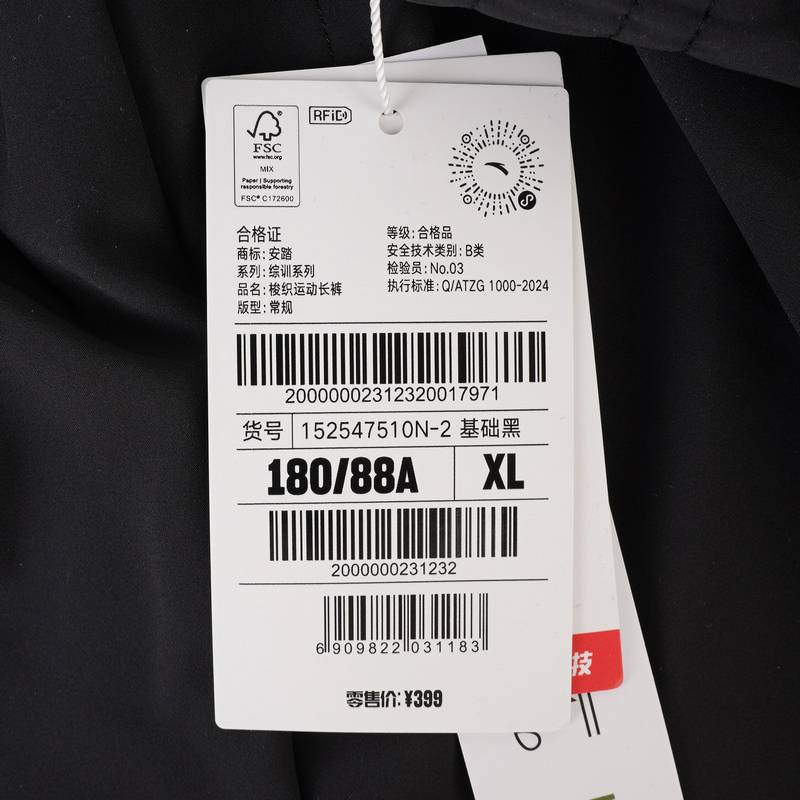 RFiD
FSC
www.fsc.org
MIX
Paper | Supporting
responsible forestry
FSC® C172600
合格证
商标: 安踏
系列: 综训系列
品名: 梭织运动长裤
版型: 常规
等级: 合格品
安全技术类别: B类
检验员: No.03
执行标准: Q/ATZG 1000-2024
20000002312320017971
货号 152547510N-2 基础黑
180/88A XL
2000000231232
6 909822 031183
零售价: ¥399
技